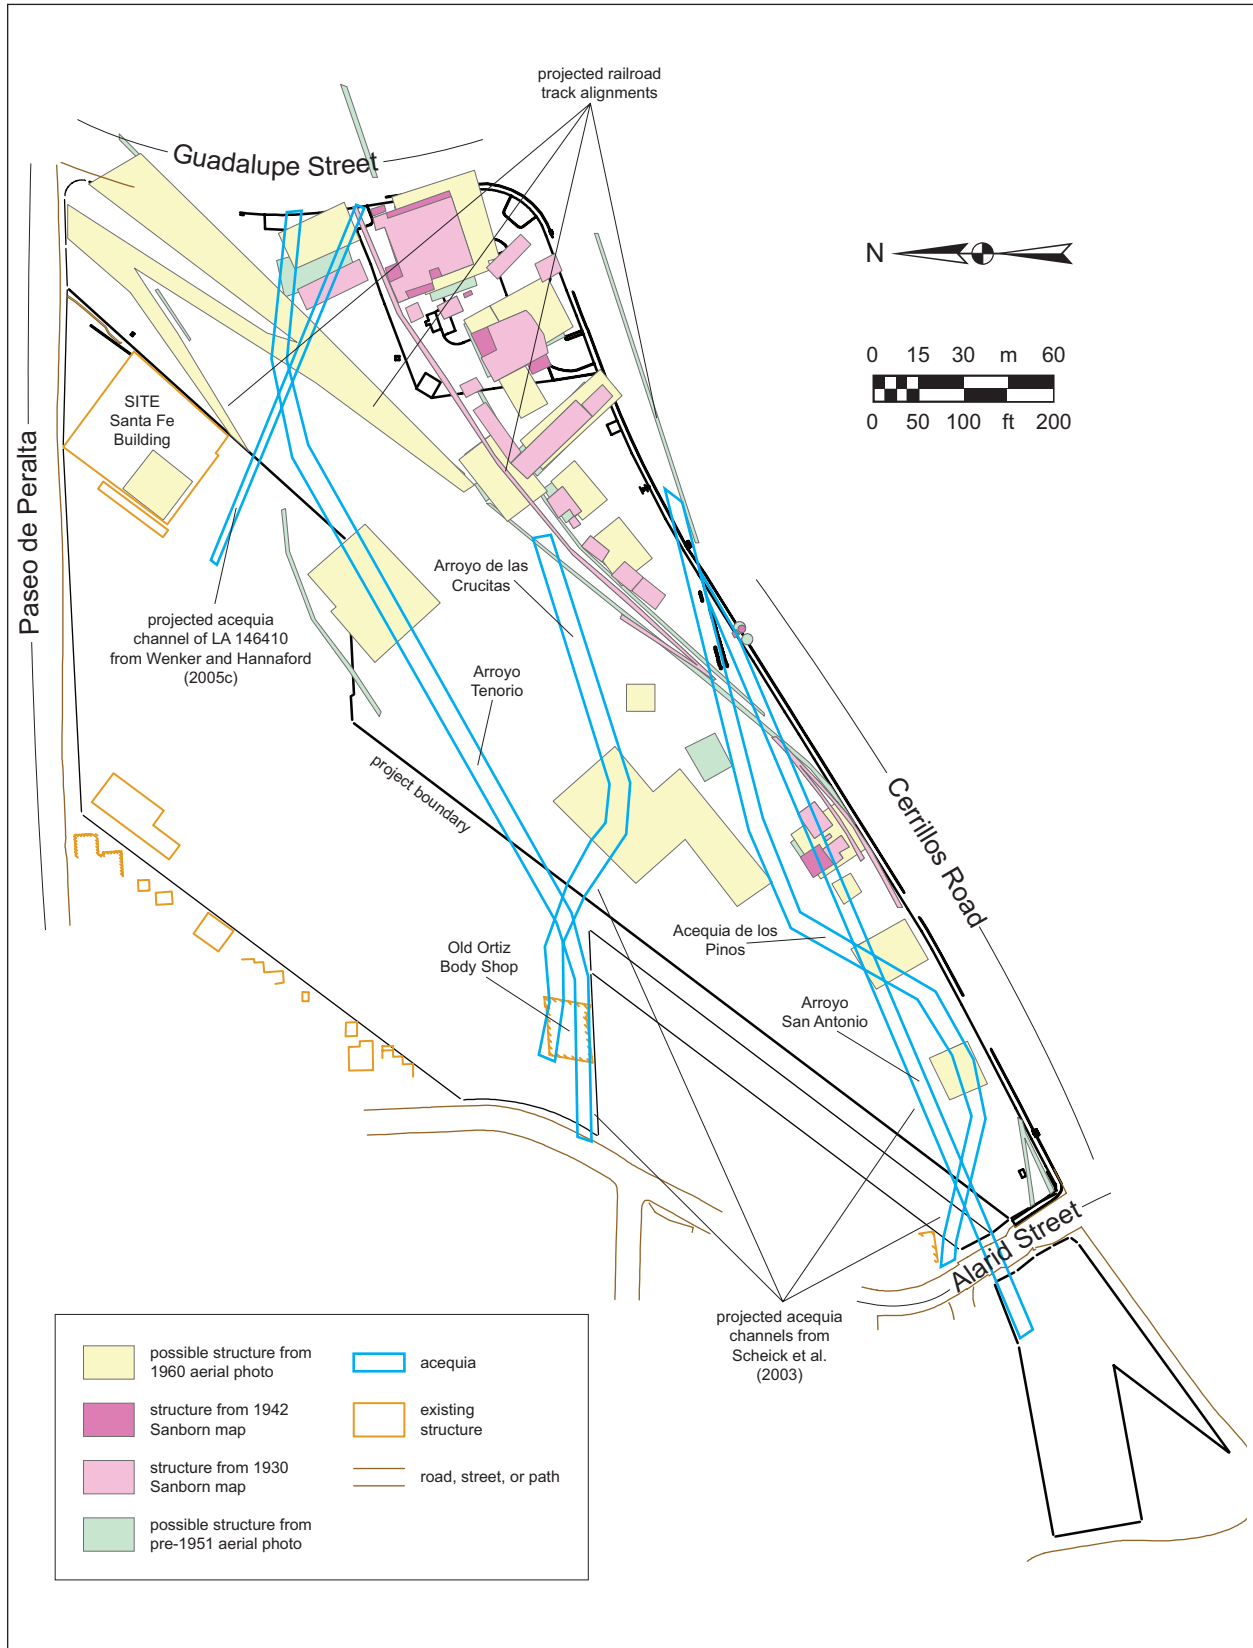 projected railroad
track alignments
Guadalupe Street
N
0 15 30 m 60
0 50 100 ft 200
SITE
Santa Fe
Building
Paseo de Peralta
projected acequia
channel of LA 146410
from Wenker and Hannaford
(2005c)
Arroyo de las
Crucitas
Arroyo
Tenorio
project boundary
Cerrillos Road
Acequia de los
Pinos
Old Ortiz
Body Shop
Arroyo
San Antonio
Alarid Street
projected acequia
channels from
Scheick et al.
(2003)
possible structure from
1960 aerial photo
structure from 1942
Sanborn map
structure from 1930
Sanborn map
possible structure from
pre-1951 aerial photo
acequia
existing
structure
road, street, or path